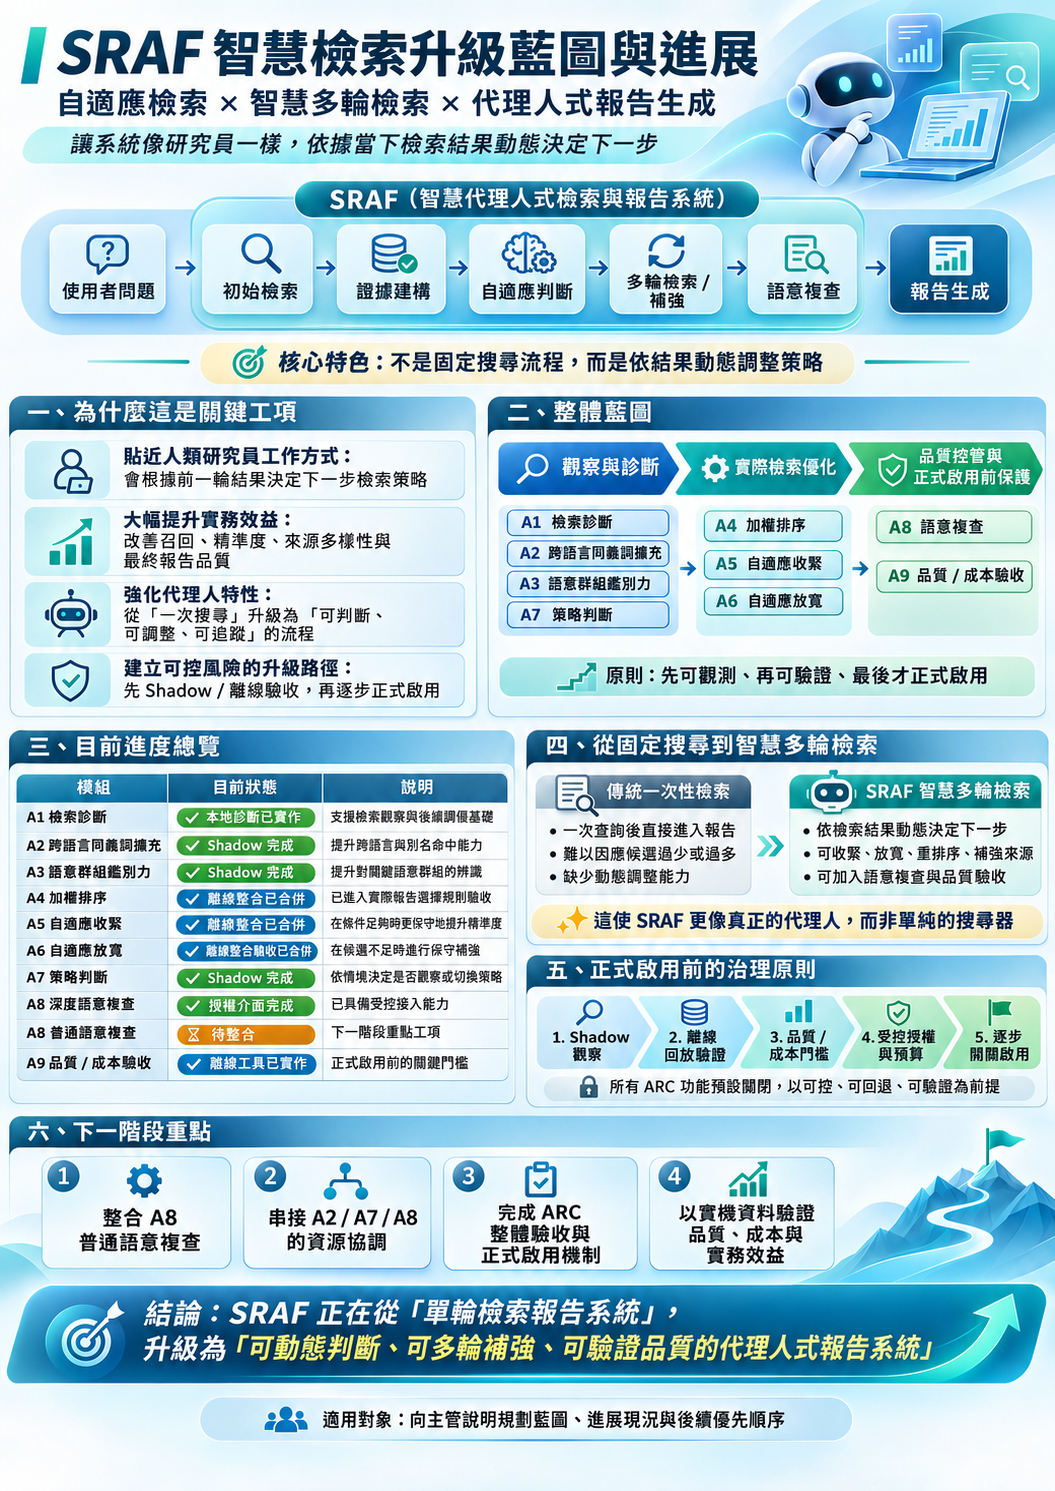 SRAF 智慧檢索升級藍圖與進展
自適應檢索 × 智慧多輪檢索 × 代理人式報告生成
讓系統像研究員一樣，依據當下檢索結果動態決定下一步
SRAF（智慧代理人式檢索與報告系統）
使用者問題
初始檢索
證據建構
自適應判斷
多輪檢索 /
補強
語意複查
報告生成
核心特色：不是固定搜尋流程，而是依結果動態調整策略
一、為什麼這是關鍵工項
貼近人類研究員工作方式：
會根據前一輪結果決定下一步檢索策略
大幅提升實務效益：
改善召回、精準度、來源多樣性與
最終報告品質
強化代理人特性：
從「一次搜尋」升級為「可判斷、
可調整、可追蹤」的流程
建立可控風險的升級路徑：
先 Shadow / 離線驗收，再逐步正式啟用
二、整體藍圖
觀察與診斷
實際檢索優化
品質控管與
正式啟用前保護
A1 檢索診斷
A2 跨語言同義詞擴充
A3 語意群組鑑別力
A7 策略判斷
A4 加權排序
A5 自適應收緊
A6 自適應放寬
A8 語意複查
A9 品質 / 成本驗收
原則：先可觀測、再可驗證、最後才正式啟用
三、目前進度總覽
模組 目前狀態 說明
A1 檢索診斷 本地診斷已實作 支援檢索觀察與後續調優基礎
A2 跨語言同義詞擴充 Shadow 完成 提升跨語言與別名命中能力
A3 語意群組鑑別力 Shadow 完成 提升對關鍵語意群組的辨識
A4 加權排序 離線整合已合併 已進入實際報告選擇規則驗收
A5 自適應收緊 離線整合已合併 在條件足夠時更保守地提升精準度
A6 自適應放寬 離線整合驗收已合併 在候選不足時進行保守補強
A7 策略判斷 Shadow 完成 依情境決定是否觀察或切換策略
A8 深度語意複查 授權介面完成 已具備受控接入能力
A8 普通語意複查 待整合 下一階段重點工項
A9 品質 / 成本驗收 離線工具已實作 正式啟用前的關鍵門檻
四、從固定搜尋到智慧多輪檢索
傳統一次性檢索
• 一次查詢後直接進入報告
• 難以因應候選過少或過多
• 缺少動態調整能力
SRAF 智慧多輪檢索
• 依檢索結果動態決定下一步
• 可收緊、放寬、重排序、補強來源
• 可加入語意複查與品質驗收
這使 SRAF 更像真正的代理人，而非單純的搜尋器
五、正式啟用前的治理原則
1. Shadow
觀察
2. 離線
回放驗證
3. 品質 /
成本門檻
4. 受控授權
與預算
5. 逐步
開關啟用
所有 ARC 功能預設關閉，以可控、可回退、可驗證為前提
六、下一階段重點
1
整合 A8
普通語意複查
2
串接 A2 / A7 / A8
的資源協調
3
完成 ARC
整體驗收與
正式啟用機制
4
以實機資料驗證
品質、成本與
實務效益
結論：SRAF 正在從「單輪檢索報告系統」，
升級為「可動態判斷、可多輪補強、可驗證品質的代理人式報告系統」
適用對象：向主管說明規劃藍圖、進展現況與後續優先順序